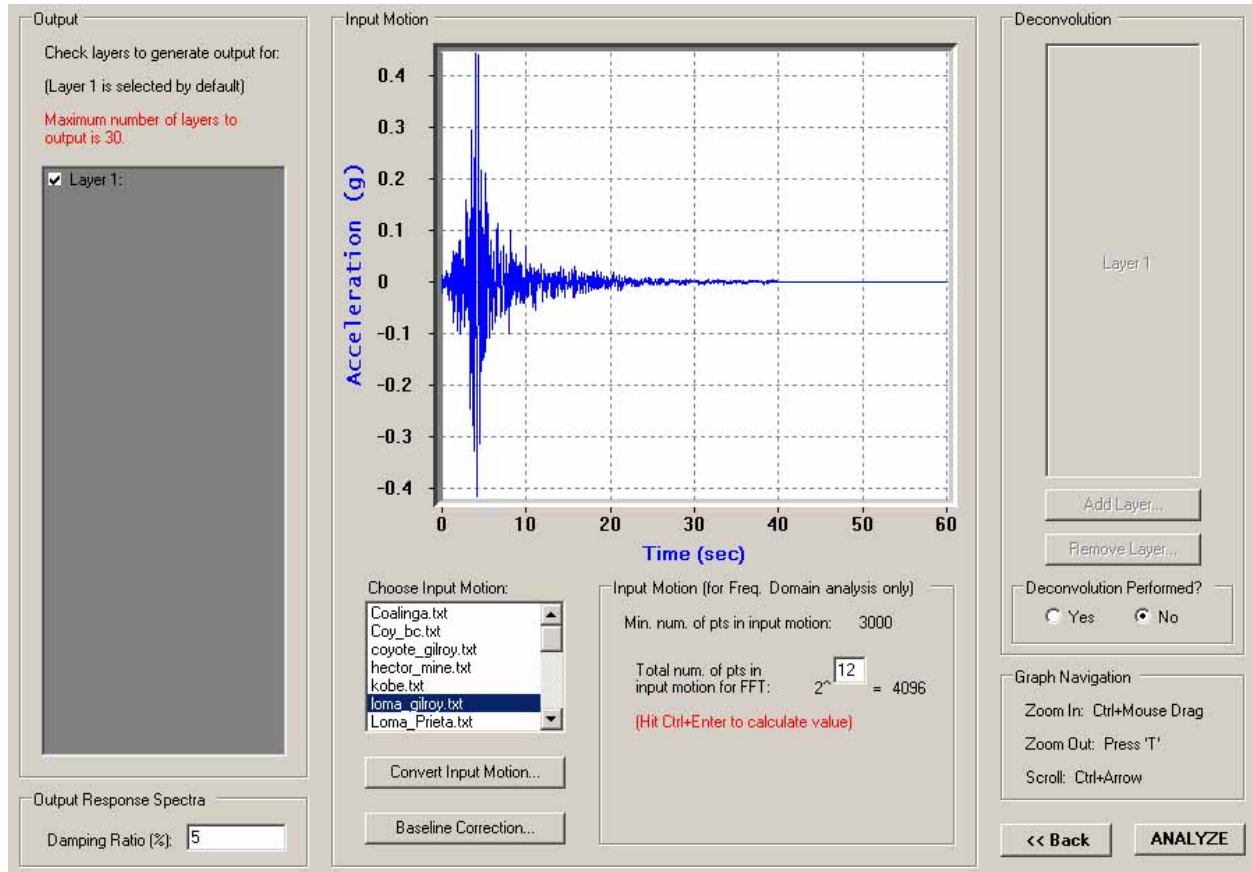 Output
Check layers to generate output for:
(Layer 1 is selected by default)
Maximum number of layers to
output is 30.
Layer 1:
Output Response Spectra
Damping Ratio (%): 5
Input Motion
Acceleration (g)
0.4
0.3
0.2
0.1
0
-0.1
-0.2
-0.3
-0.4
0 10 20 30 40 50 60
Time (sec)
Choose Input Motion:
Coalinga.txt
Coy_bc.txt
coyote_gilroy.txt
hector_mine.txt
kobe.txt
loma_gilroy.txt
Loma_Prieta.txt
Convert Input Motion...
Baseline Correction...
Input Motion (for Freq. Domain analysis only)
Min. num. of pts in input motion: 3000
Total num. of pts in
input motion for FFT: 2^ 12 = 4096
(Hit Ctrl+Enter to calculate value)
Deconvolution
Layer 1
Add Layer...
Remove Layer...
Deconvolution Performed?
Yes No
Graph Navigation
Zoom In: Ctrl+Mouse Drag
Zoom Out: Press 'T'
Scroll: Ctrl+Arrow
<< Back ANALYZE